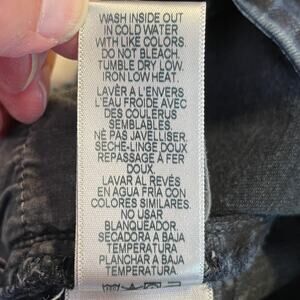 WASH INSIDE OUT
IN COLD WATER
WITH LIKE COLORS.
DO NOT BLEACH.
TUMBLE DRY LOW.
IRON LOW HEAT.
LAVÉR A L'ENVERS
L'EAU FROIDE AVEC
DES COULERUS
SEMBLABLES.
NE PAS JAVELLISER.
SECHE-LINGE DOUX
REPASSAGE A FER
DOUX.
LAVAR AL REVÉS
EN AGUA FRIA CON
COLORES SIMILARES.
NO USAR
BLANQUEADOR.
SECADORA A BAJA
TEMPERATURA
PLANCHAR A BAJA
TEMPERATURA.